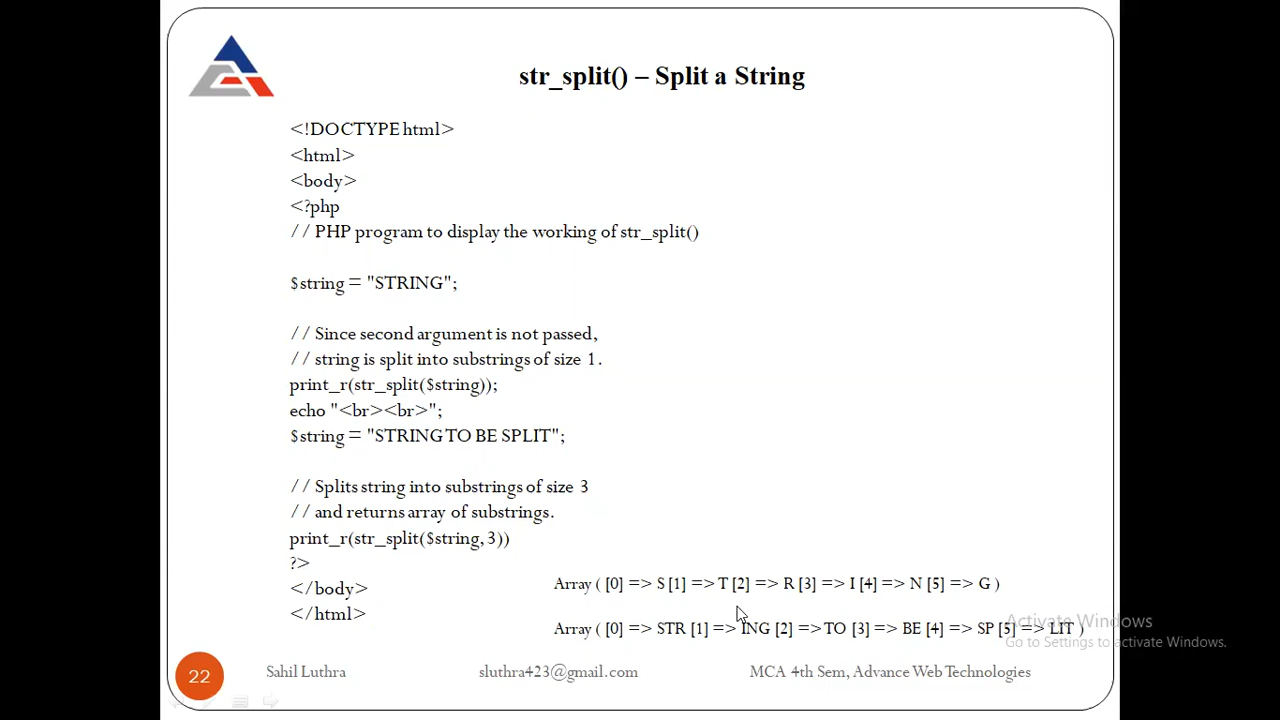 str_split() – Split a String
<!DOCTYPE html>
<html>
<body>
<?php
// PHP program to display the working of str_split()
$string = "STRING";
// Since second argument is not passed,
// string is split into substrings of size 1.
print_r(str_split($string));
echo "<br><br>";
$string = "STRING TO BE SPLIT";
// Splits string into substrings of size 3
// and returns array of substrings.
print_r(str_split($string, 3))
?>
</body>
</html>
Array ( [0] => S [1] => T [2] => R [3] => I [4] => N [5] => G )
Array ( [0] => STR [1] => ING [2] => TO [3] => BE [4] => SP [5] => LIT )
Activate Windows
Go to Settings to activate Windows.
22 Sahil Luthra sluthra423@gmail.com MCA 4th Sem, Advance Web Technologies